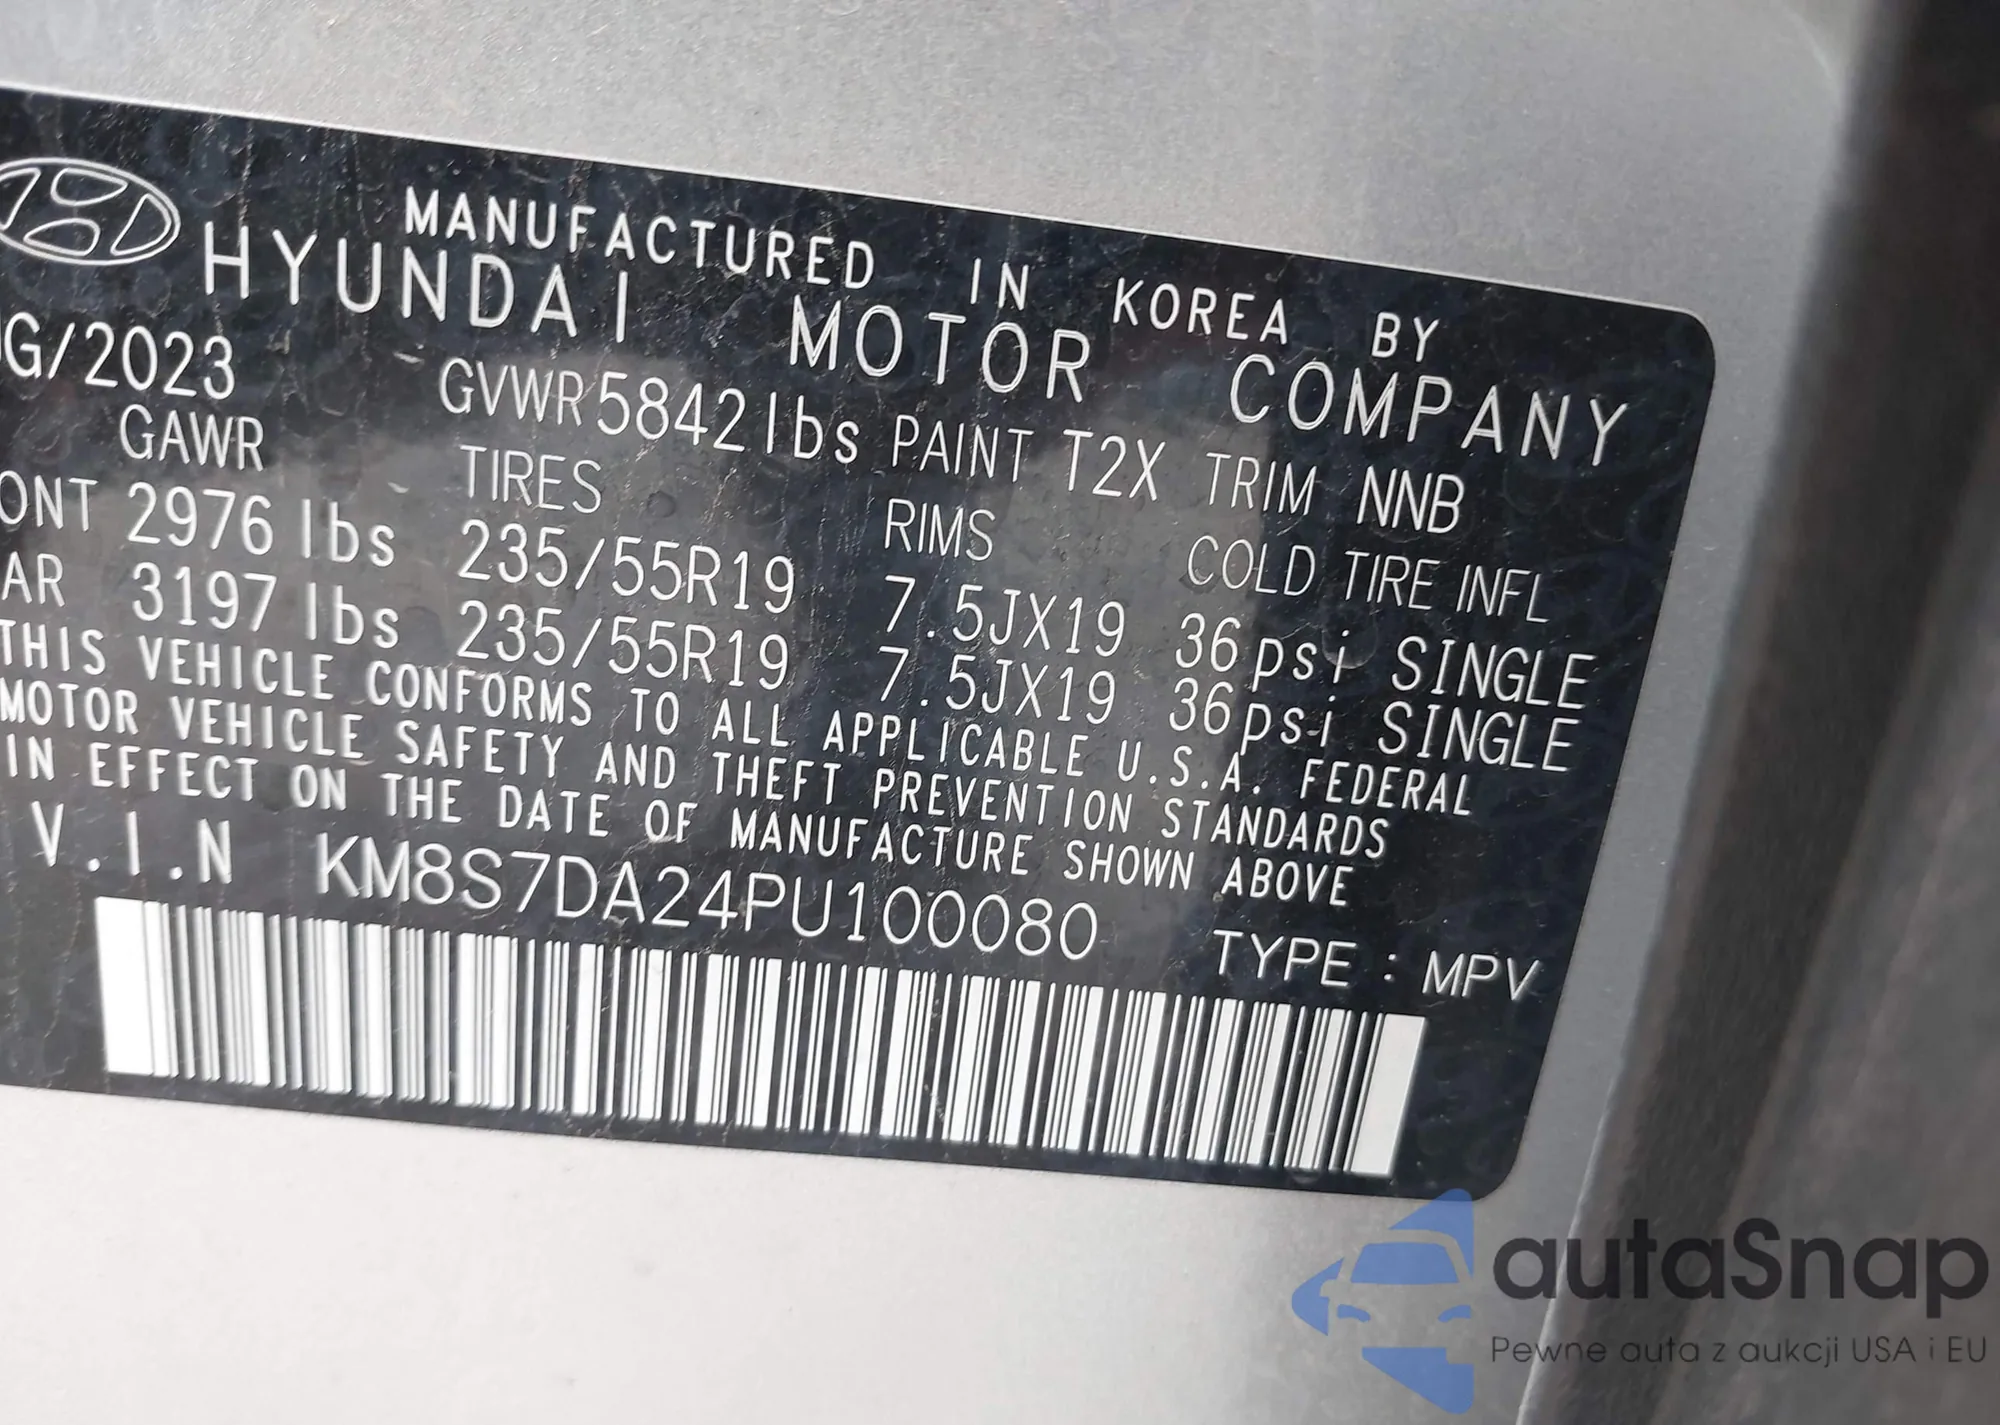 MANUFACTURED IN KOREA BY
HYUNDAI MOTOR COMPANY
G/2023 GVWR 5842 lbs PAINT T2X TRIM NNB
GAWR TIRES RIMS COLD TIRE INFL
ONT 2976 lbs 235/55R19 7.5JX19 36psi SINGLE
AR 3197 lbs 235/55R19 7.5JX19 36psi SINGLE
THIS VEHICLE CONFORMS TO ALL APPLICABLE U.S.A. FEDERAL
MOTOR VEHICLE SAFETY AND THEFT PREVENTION STANDARDS
IN EFFECT ON THE DATE OF MANUFACTURE SHOWN ABOVE
V.I.N KM8S7DA24PU100080 TYPE : MPV
autaSnap
Pewne auta z aukcji USA i EU